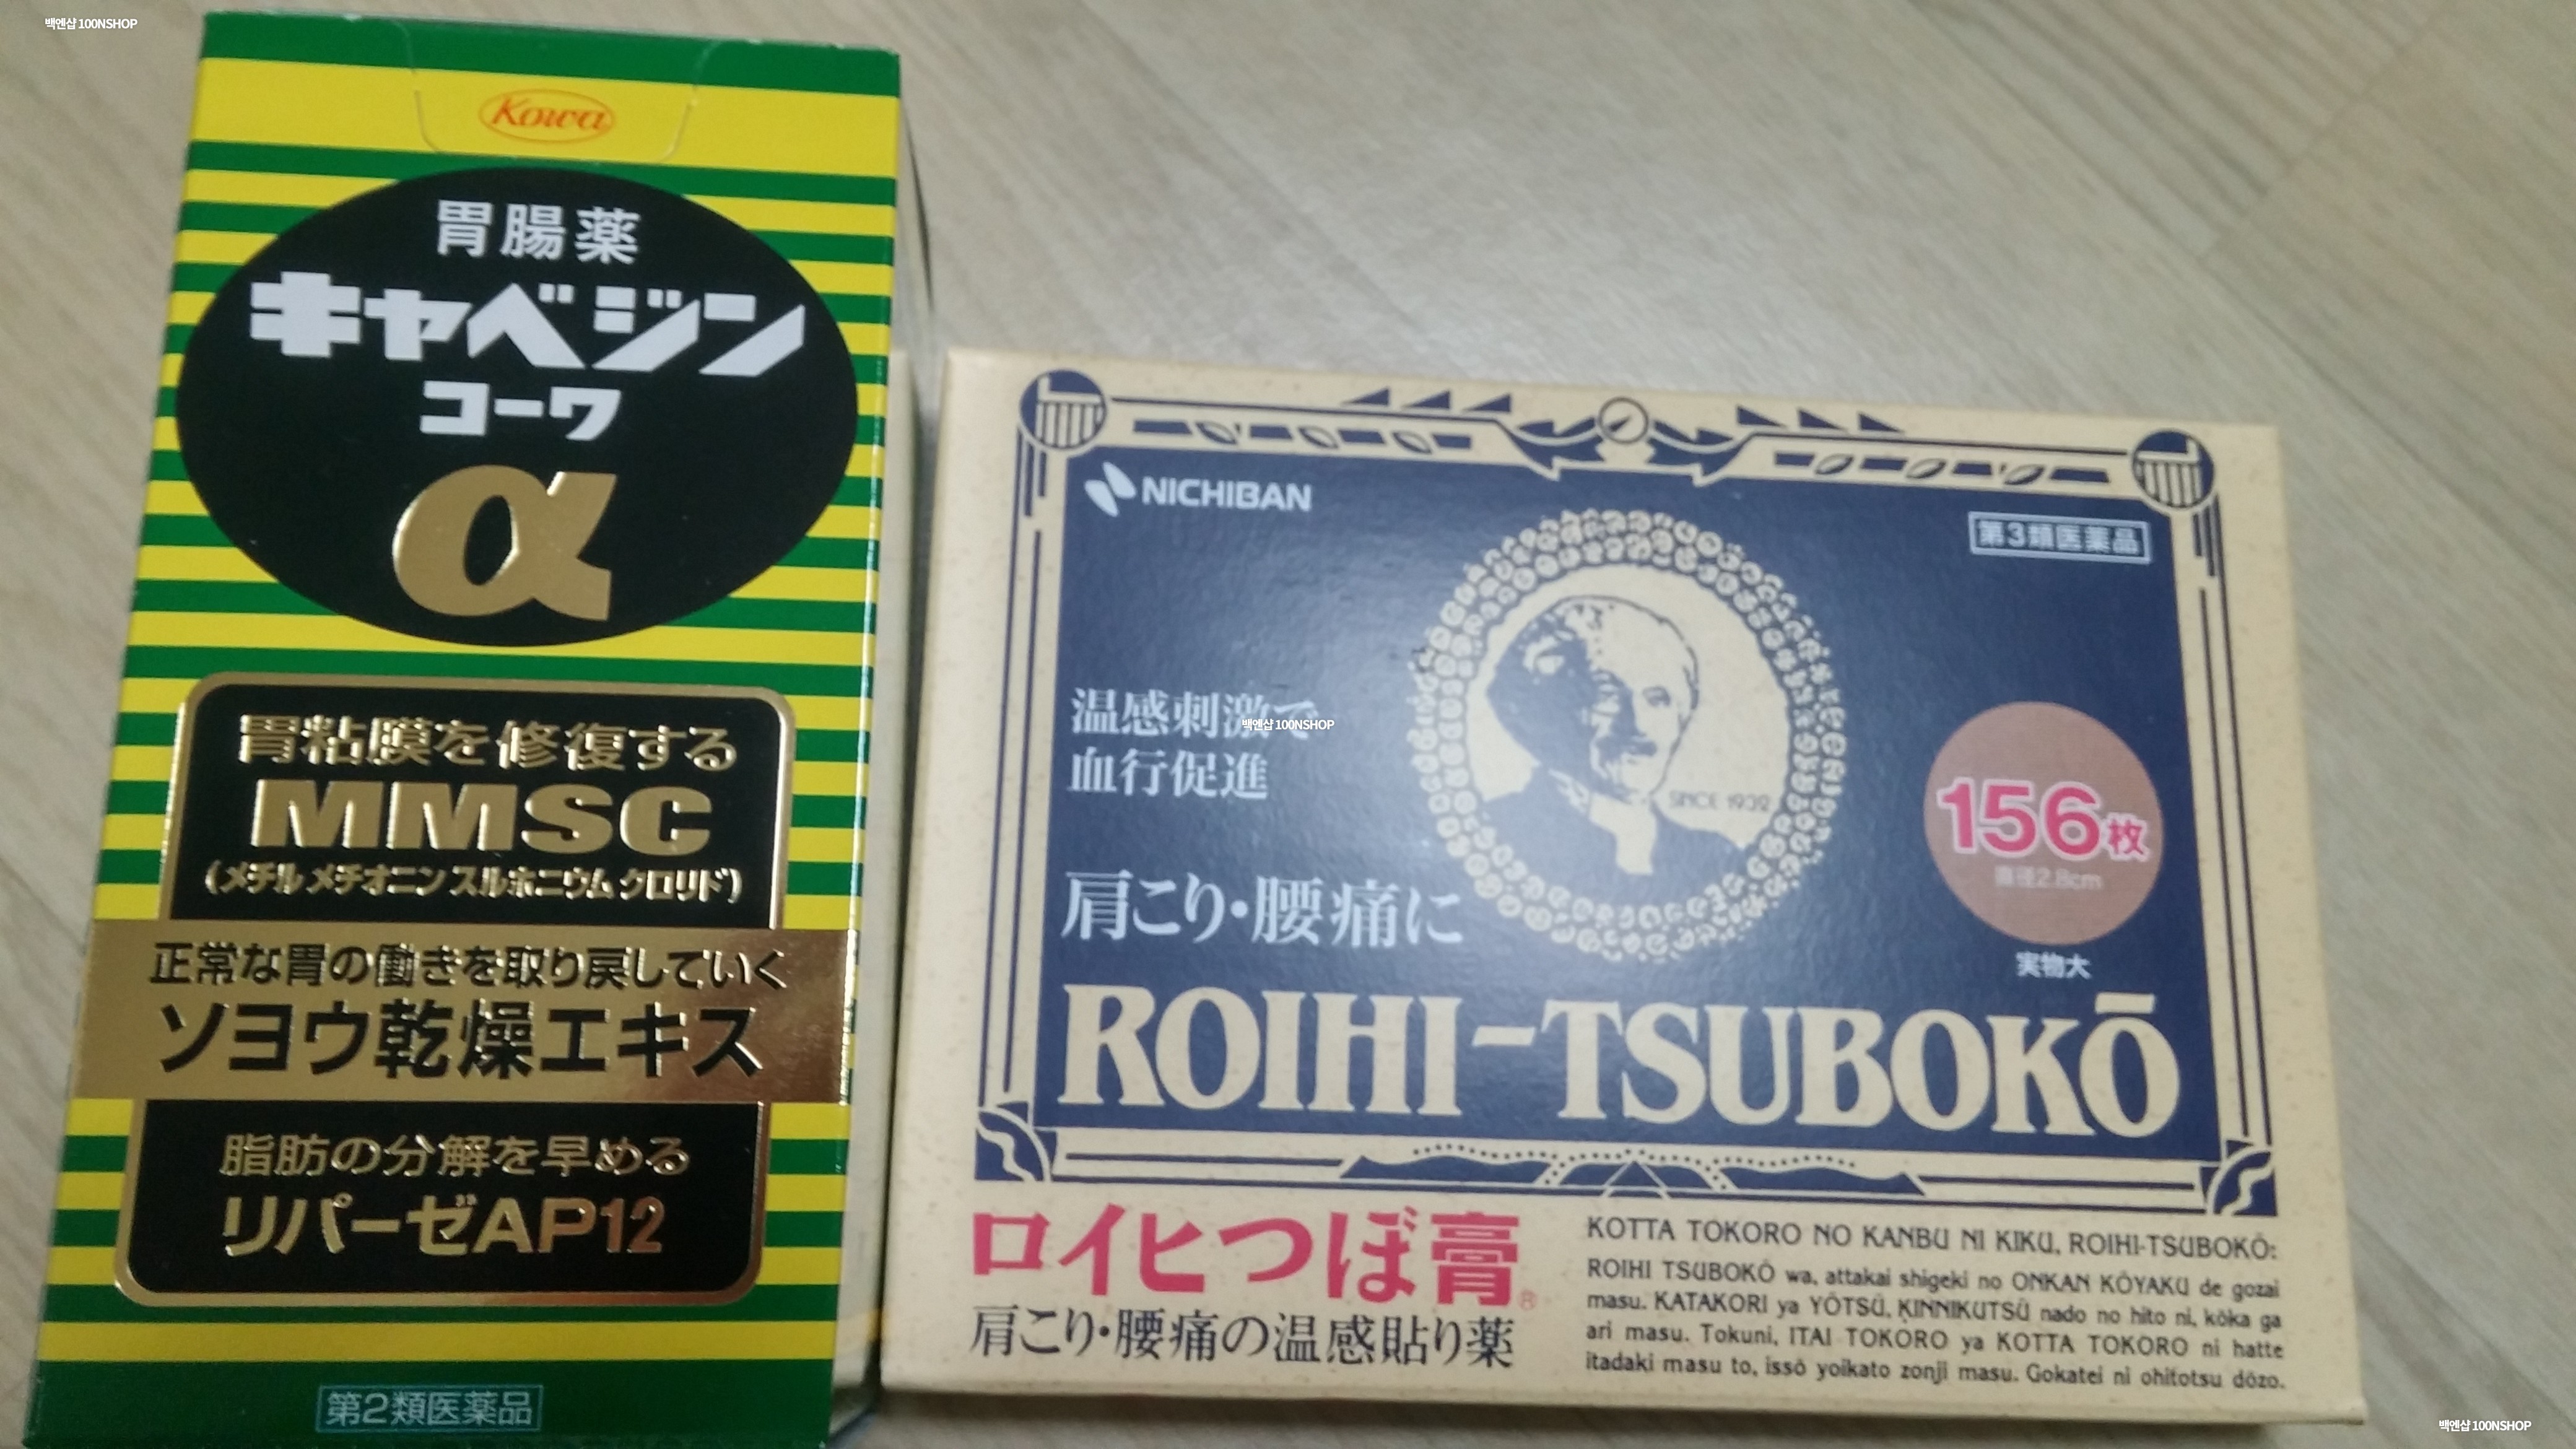 백엔샵 100NSHOP
Kowa
胃腸薬
キャベジン
コーワ
α
胃粘膜を修復する
MMSC
(メチルメチオニンスルホニウムクロリド)
正常な胃の働きを取り戻していく
ソヨウ乾燥エキス
脂肪の分解を早める
リパーゼAP12
第2類医薬品
NICHIBAN
第3類医薬品
温感刺激で
血行促進
백엔샵 100NSHOP
SINCE 1932
156枚
直径2.8cm
実物大
肩こり・腰痛に
ROIHI-TSUBOKŌ
ロイヒつぼ膏®
肩こり・腰痛の温感貼り薬
KOTTA TOKORO NO KANBU NI KIKU, ROIHI-TSUBOKŌ:
ROIHI TSUBOKŌ wa, attakai shigeki no ONKAN KŌYAKU de gozai
masu. KATAKORI ya YŌTSŪ, KINNIKUTSŪ nado no hito ni, kōka ga
ari masu. Tokuni, ITAI TOKORO ya KOTTA TOKORO ni hatte
itadaki masu to, issō yoikato zonji masu. Gokatei ni ohitotsu dōzo.
백엔샵 100NSHOP